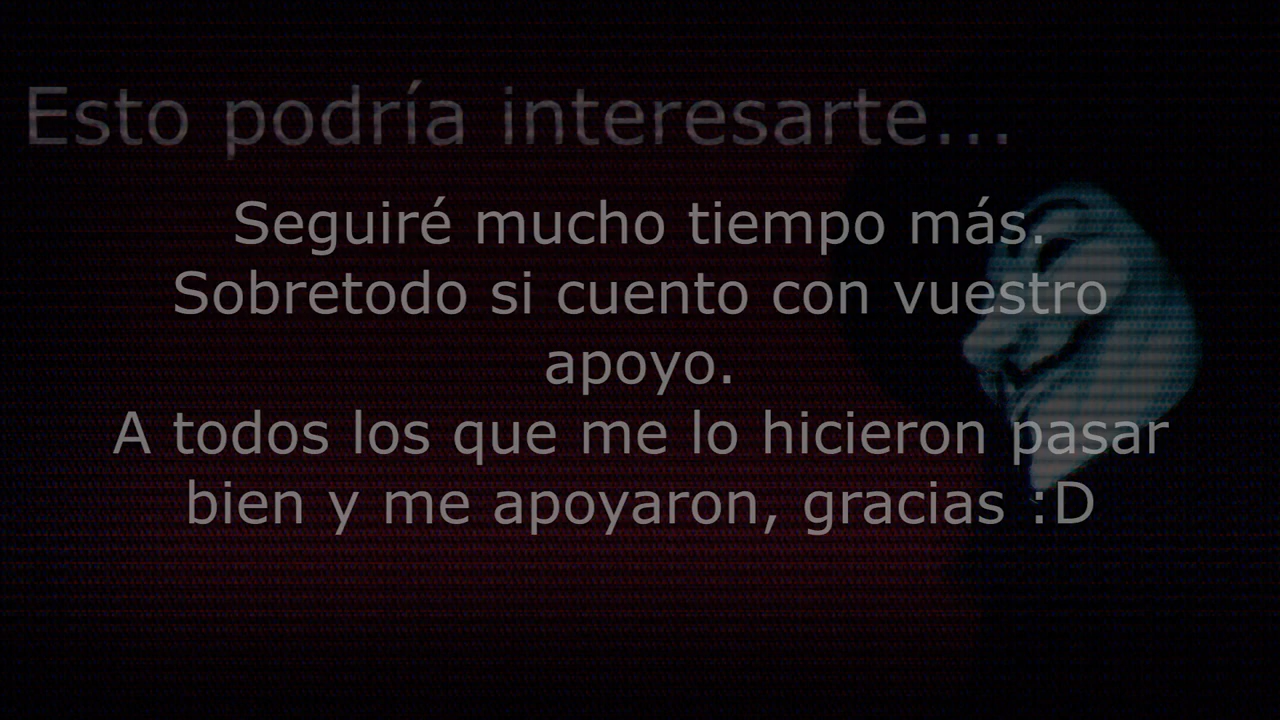 Esto podría interesarte...
Seguiré mucho tiempo más.
Sobretodo si cuento con vuestro
apoyo.
A todos los que me lo hicieron pasar
bien y me apoyaron, gracias :D